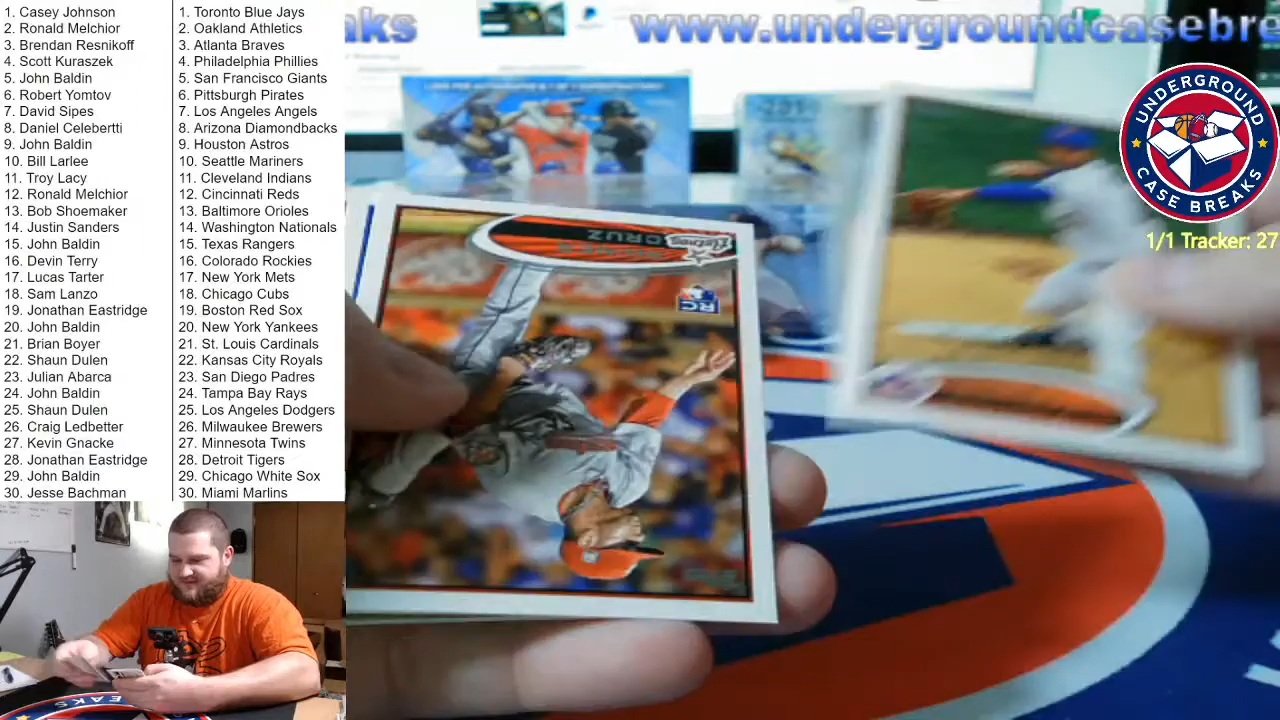 1. Casey Johnson
2. Ronald Melchior
3. Brendan Resnikoff
4. Scott Kuraszek
5. John Baldin
6. Robert Yomtov
7. David Sipes
8. Daniel Celebertti
9. John Baldin
10. Bill Larlee
11. Troy Lacy
12. Ronald Melchior
13. Bob Shoemaker
14. Justin Sanders
15. John Baldin
16. Devin Terry
17. Lucas Tarter
18. Sam Lanzo
19. Jonathan Eastridge
20. John Baldin
21. Brian Boyer
22. Shaun Dulen
23. Julian Abarca
24. John Baldin
25. Shaun Dulen
26. Craig Ledbetter
27. Kevin Gnacke
28. Jonathan Eastridge
29. John Baldin
30. Jesse Bachman
1. Toronto Blue Jays
2. Oakland Athletics
3. Atlanta Braves
4. Philadelphia Phillies
5. San Francisco Giants
6. Pittsburgh Pirates
7. Los Angeles Angels
8. Arizona Diamondbacks
9. Houston Astros
10. Seattle Mariners
11. Cleveland Indians
12. Cincinnati Reds
13. Baltimore Orioles
14. Washington Nationals
15. Texas Rangers
16. Colorado Rockies
17. New York Mets
18. Chicago Cubs
19. Boston Red Sox
20. New York Yankees
21. St. Louis Cardinals
22. Kansas City Royals
23. San Diego Padres
24. Tampa Bay Rays
25. Los Angeles Dodgers
26. Milwaukee Brewers
27. Minnesota Twins
28. Detroit Tigers
29. Chicago White Sox
30. Miami Marlins
aks www.undergroundcasebre
UNDERGROUND
CASE BREAKS
1/1 Tracker: 27
CRUZ
Astros
RC